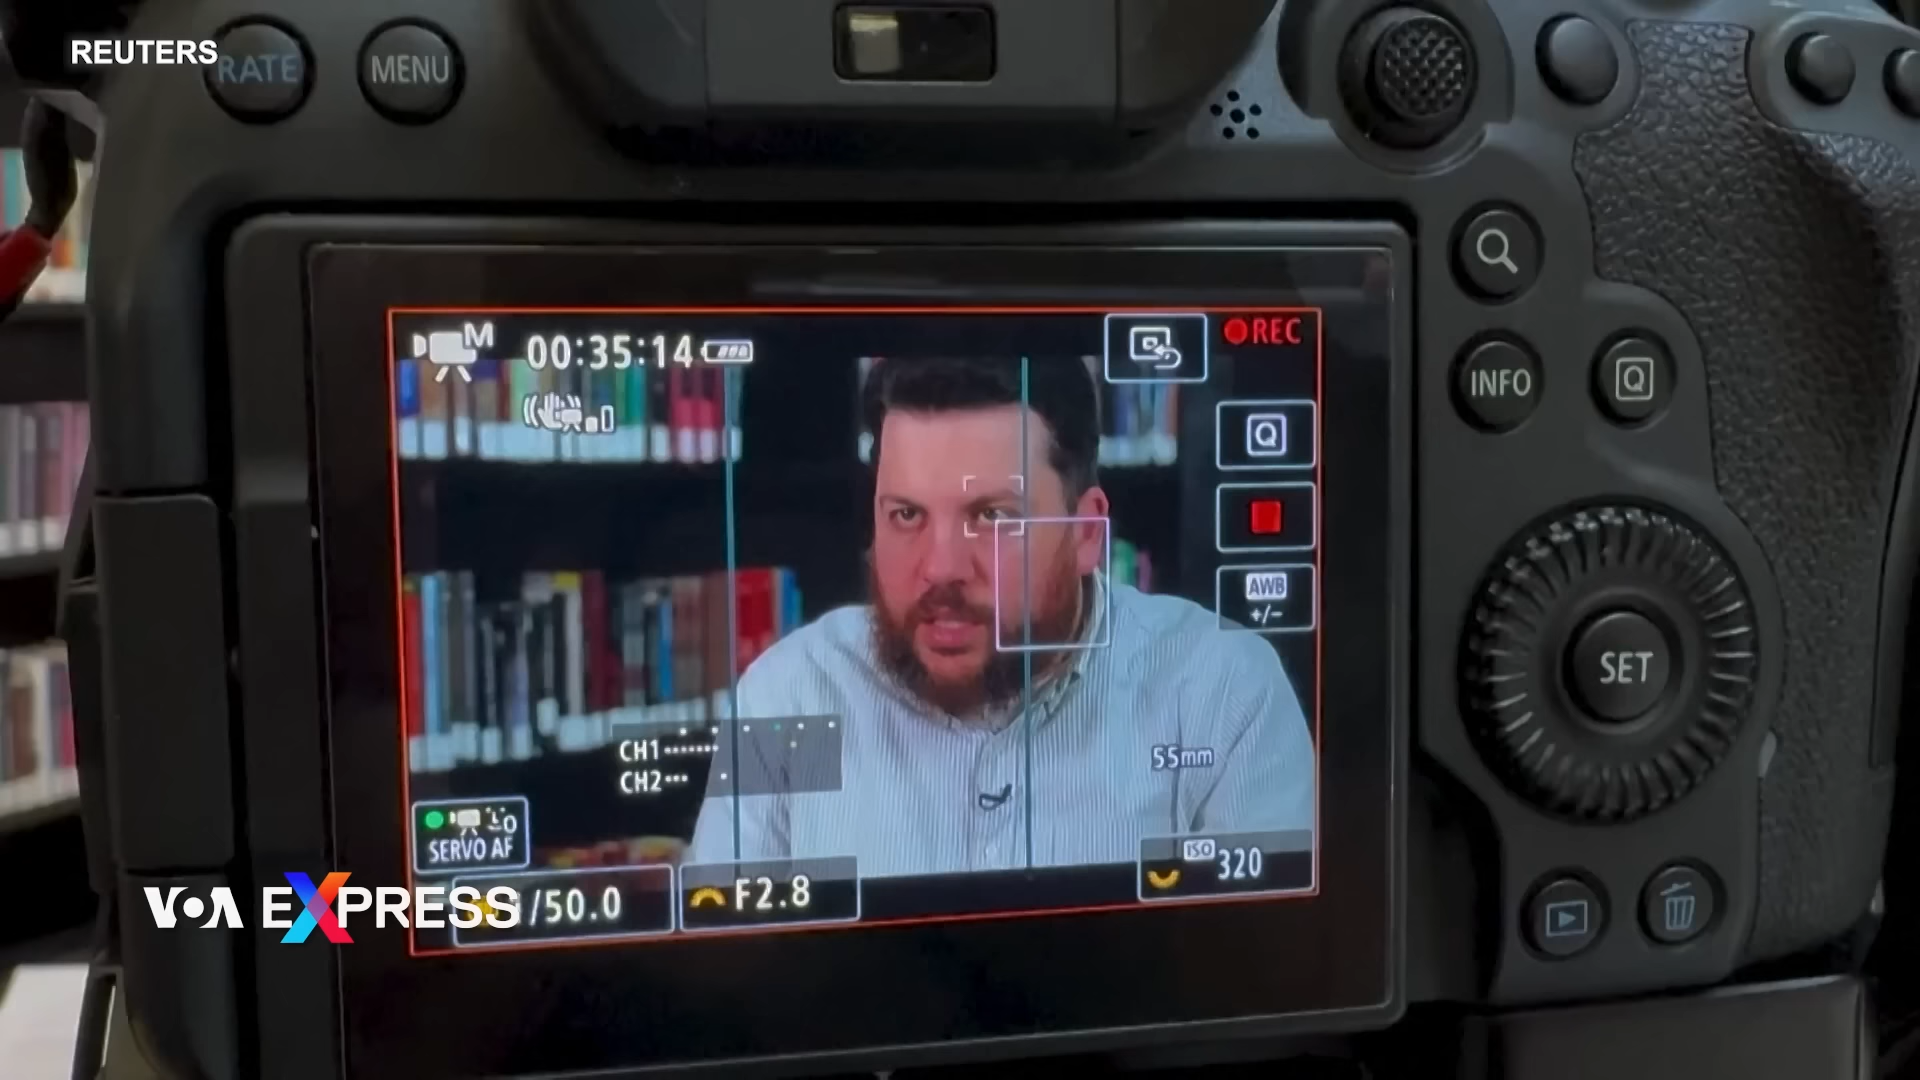 REUTERS
RATE
MENU
M
00:35:14
REC
INFO
Q
Q
AWB
+/-
SET
CH1
CH2
55mm
SERVO AF
/50.0
F2.8
ISO 320
VOA EXPRESS